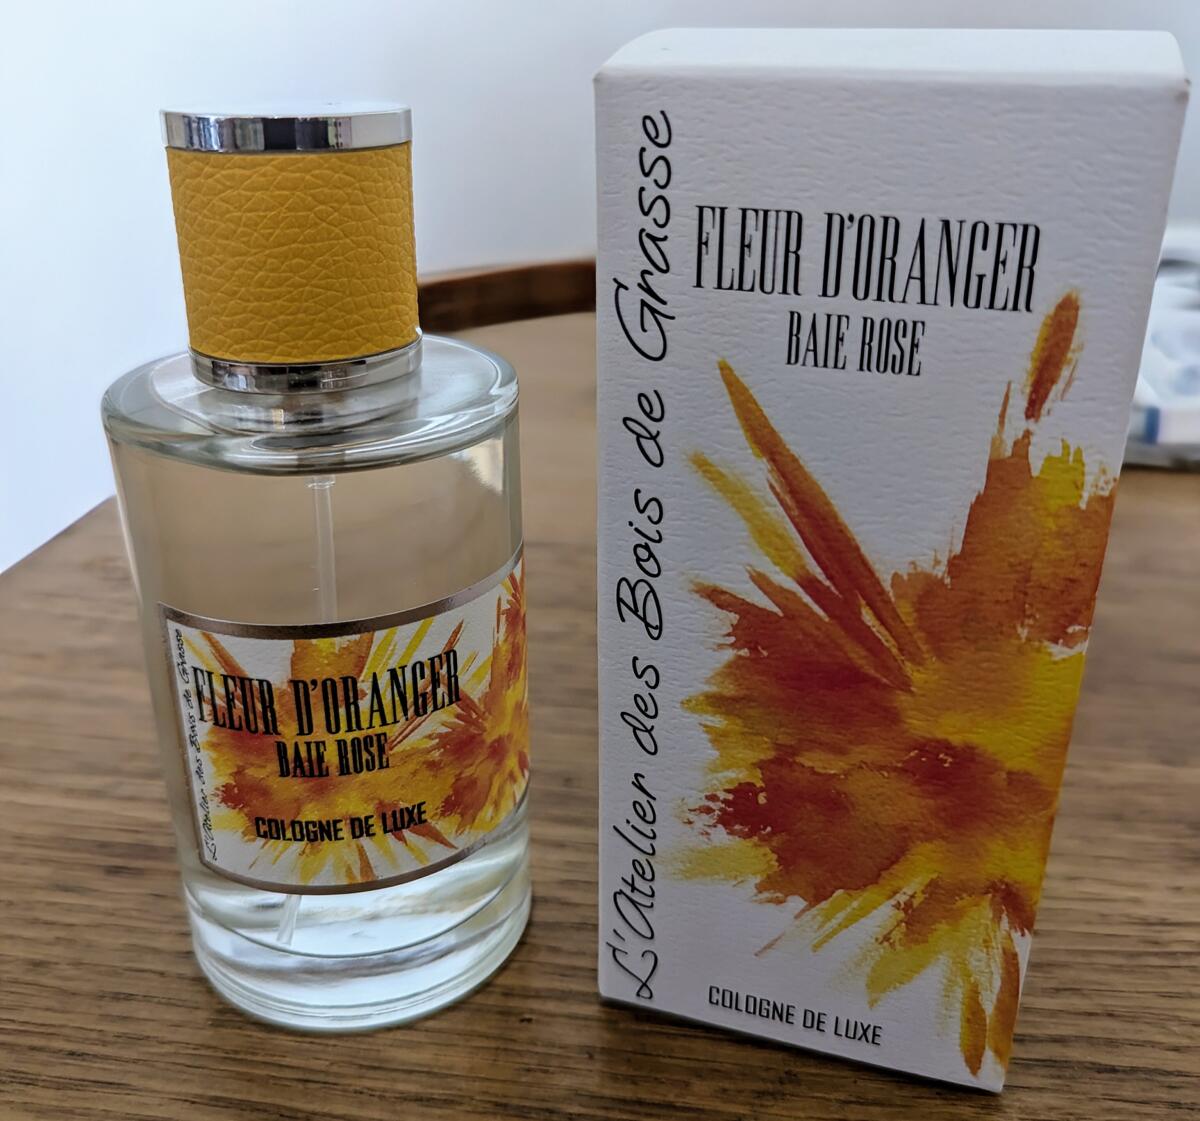 L'Atelier des Bois de Grasse
FLEUR D'ORANGER
BAIE ROSE
COLOGNE DE LUXE
L'Atelier des Bois de Grasse
FLEUR D'ORANGER
BAIE ROSE
COLOGNE DE LUXE